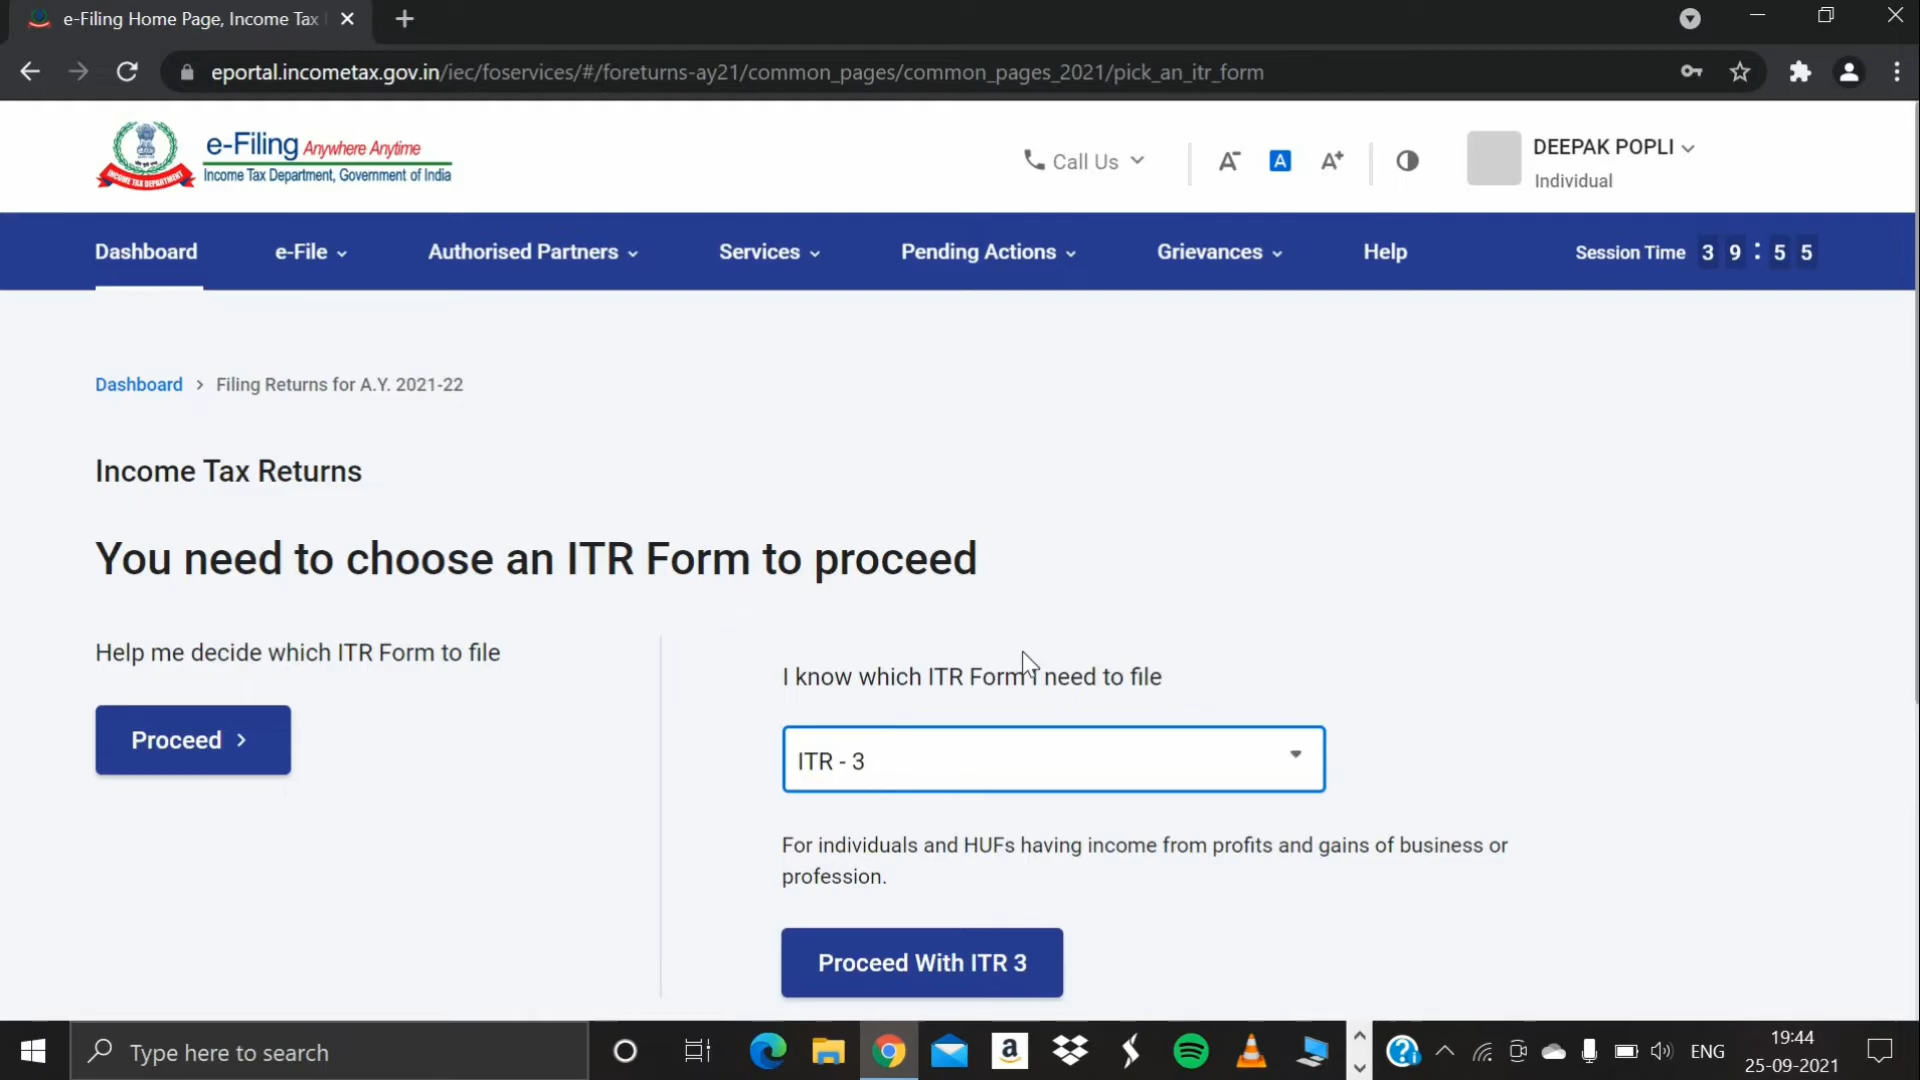 e-Filing Home Page, Income Tax
eportal.incometax.gov.in/iec/foservices/#/foreturns-ay21/common_pages/common_pages_2021/pick_an_itr_form
e-Filing Anywhere Anytime
Income Tax Department, Government of India
INCOME TAX DEPARTMENT
Call Us
A-
A
A+
DEEPAK POPLI
Individual
Dashboard e-File Authorised Partners Services Pending Actions Grievances Help Session Time 3 9 : 5 5
Dashboard > Filing Returns for A.Y. 2021-22
Income Tax Returns
You need to choose an ITR Form to proceed
Help me decide which ITR Form to file
Proceed >
I know which ITR Form I need to file
ITR - 3
For individuals and HUFs having income from profits and gains of business or
profession.
Proceed With ITR 3
Type here to search
a
ENG
19:44
25-09-2021